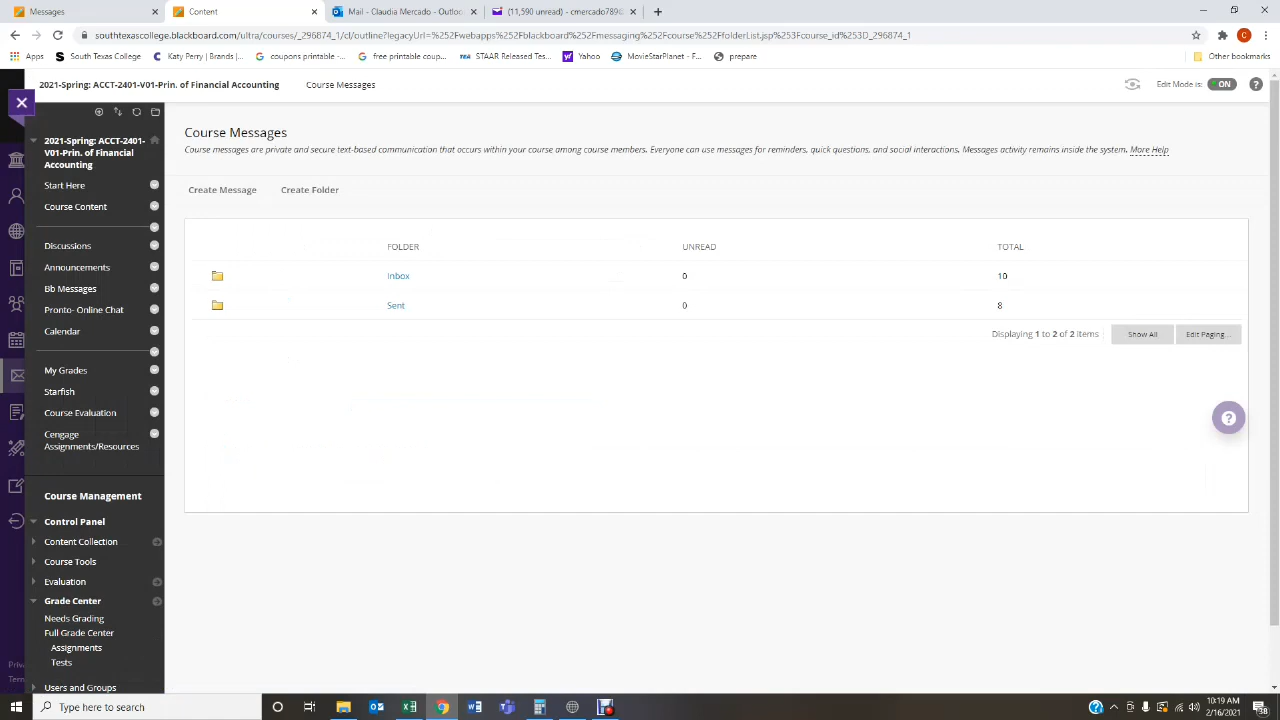 Messages
Content
Mail - Claudia Mercado - Outloo
(11,590 unread) - cmercado789@
southtexascollege.blackboard.com/ultra/courses/_296874_1/cl/outline?legacyUrl=%252Fwebapps%252Fblackboard%252Fmessaging%252Fcourse%252FfolderList.jsp%253Fcourse_id%253D_296874_1
Apps
South Texas College
Katy Perry | Brands |...
coupons printable -...
free printable coup...
STAAR Released Tes...
Yahoo
MovieStarPlanet - F...
prepare
Other bookmarks
2021-Spring: ACCT-2401-V01-Prin. of Financial Accounting
Course Messages
Edit Mode is: ON
2021-Spring: ACCT-2401-
V01-Prin. of Financial
Accounting
Start Here
Course Content
Discussions
Announcements
Bb Messages
Pronto- Online Chat
Calendar
My Grades
Starfish
Course Evaluation
Cengage
Assignments/Resources
Course Management
Control Panel
Content Collection
Course Tools
Evaluation
Grade Center
Needs Grading
Full Grade Center
Assignments
Tests
Users and Groups
Priva
Term
Course Messages
Course messages are private and secure text-based communication that occurs within your course among course members. Everyone can use messages for reminders, quick questions, and social interactions. Messages activity remains inside the system. More Help
Create Message
Create Folder
FOLDER UNREAD TOTAL
Inbox 0 10
Sent 0 8
Displaying 1 to 2 of 2 items
Show All
Edit Paging...
Type here to search
10:19 AM
2/16/2021
38